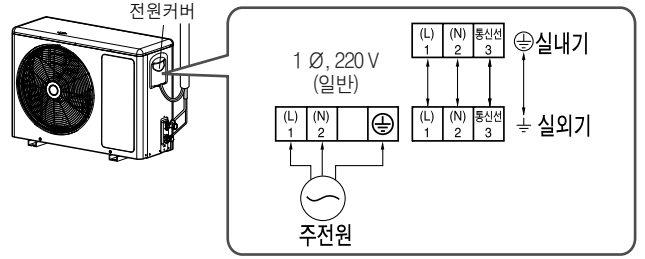 전원커버
1 Ø, 220 V
(일반)
(L) (N)
1 2
주전원
(L) (N) 통신선
1 2 3
실내기
(L) (N) 통신선
1 2 3
실외기